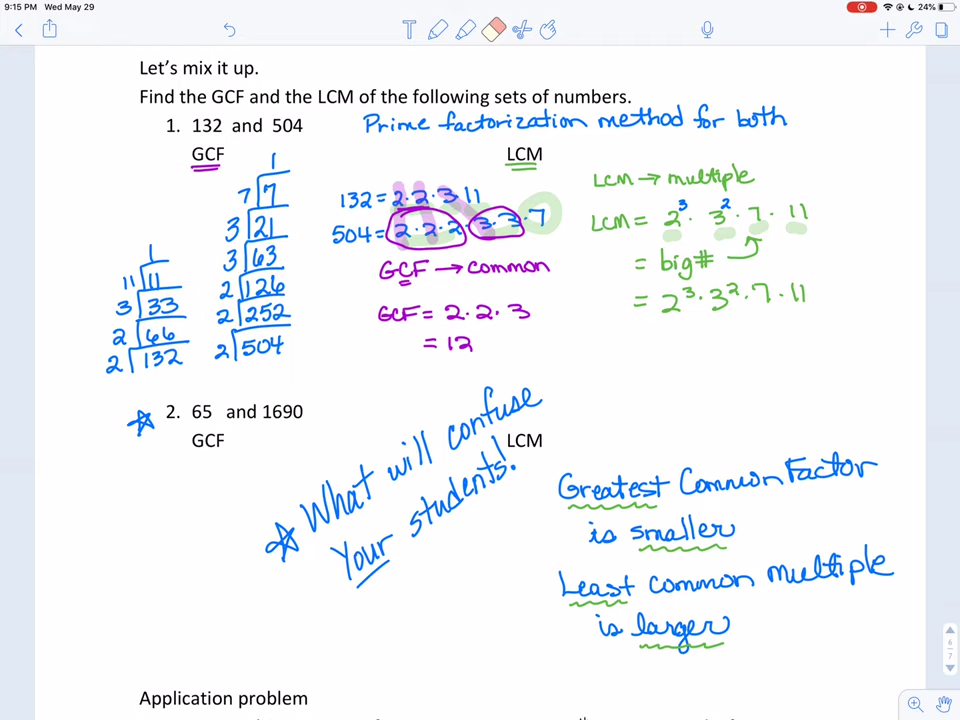 9:15 PM Wed May 29
24%
Let's mix it up.
Find the GCF and the LCM of the following sets of numbers.
1. 132 and 504
Prime factorization method for both
GCF
LCM
1
7 7
3 21
3 63
2 126
2 252
2 504
1
11 11
3 33
2 66
2 132
132 = 2·2·3·11
504 = 2·2·2·3·3·7
GCF → common
GCF = 2·2·3
= 12
LCM → multiple
LCM = 2³ · 3² · 7 · 11
= big#
= 2³·3²·7·11
2. 65 and 1690
GCF
LCM
What will confuse
your students!
Greatest Common Factor
is smaller
Least common multiple
is larger
Application problem
6
7